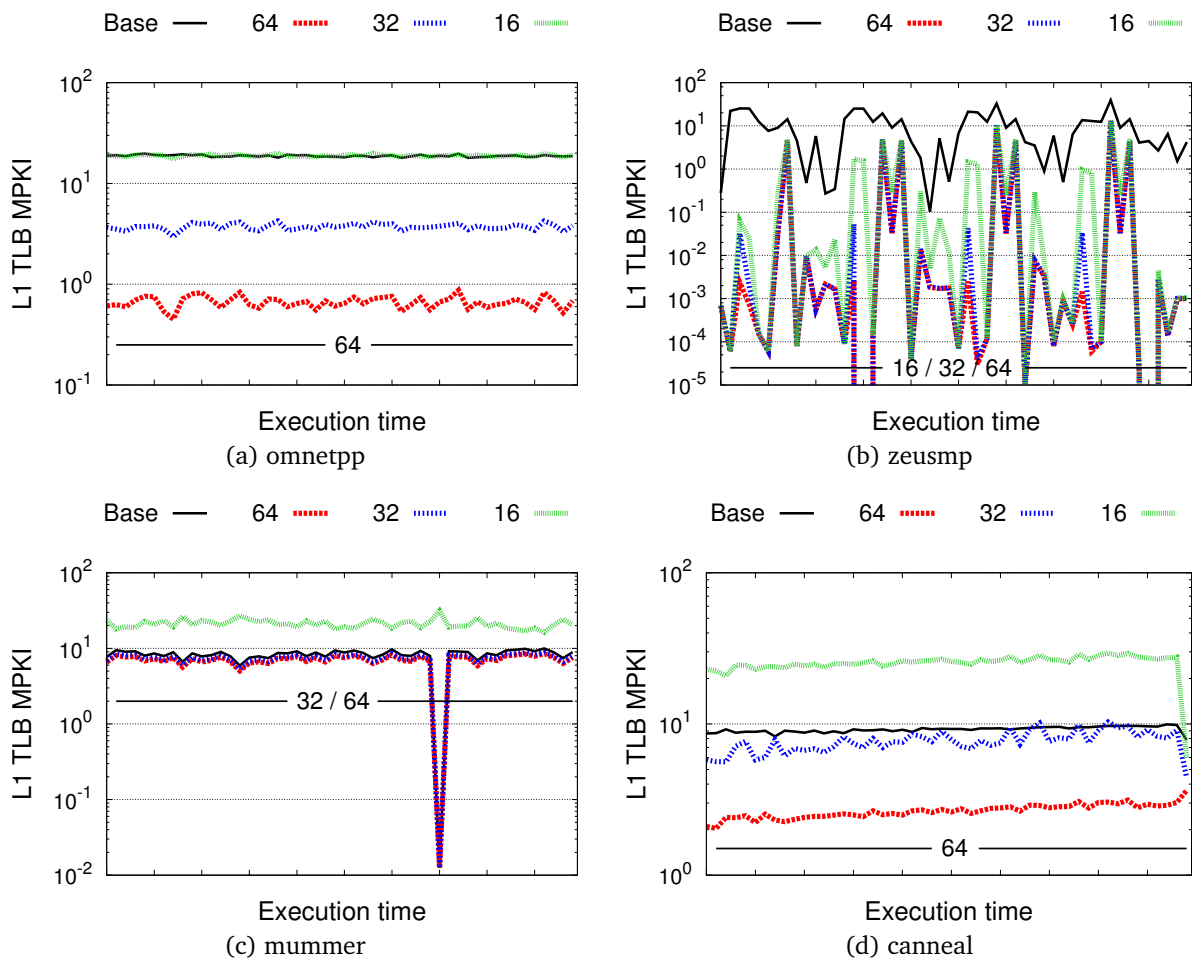 Base 64 32 16
Base 64 32 16
L1 TLB MPKI
10^2
10^1
10^0
10^-1
64
Execution time
(a) omnetpp
L1 TLB MPKI
10^2
10^1
10^0
10^-1
10^-2
10^-3
10^-4
10^-5
16 / 32 / 64
Execution time
(b) zeusmp
Base 64 32 16
Base 64 32 16
L1 TLB MPKI
10^2
10^1
10^0
10^-1
10^-2
32 / 64
Execution time
(c) mummer
L1 TLB MPKI
10^2
10^1
10^0
64
Execution time
(d) canneal